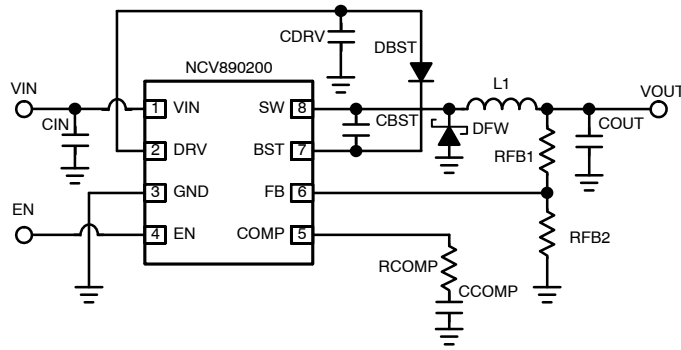 CDRV
DBST
NCV890200
VIN
L1
VOUT
1 VIN
SW 8
CIN
CBST
DFW
COUT
2 DRV
BST 7
RFB1
3 GND
FB 6
EN
4 EN
COMP 5
RFB2
RCOMP
CCOMP